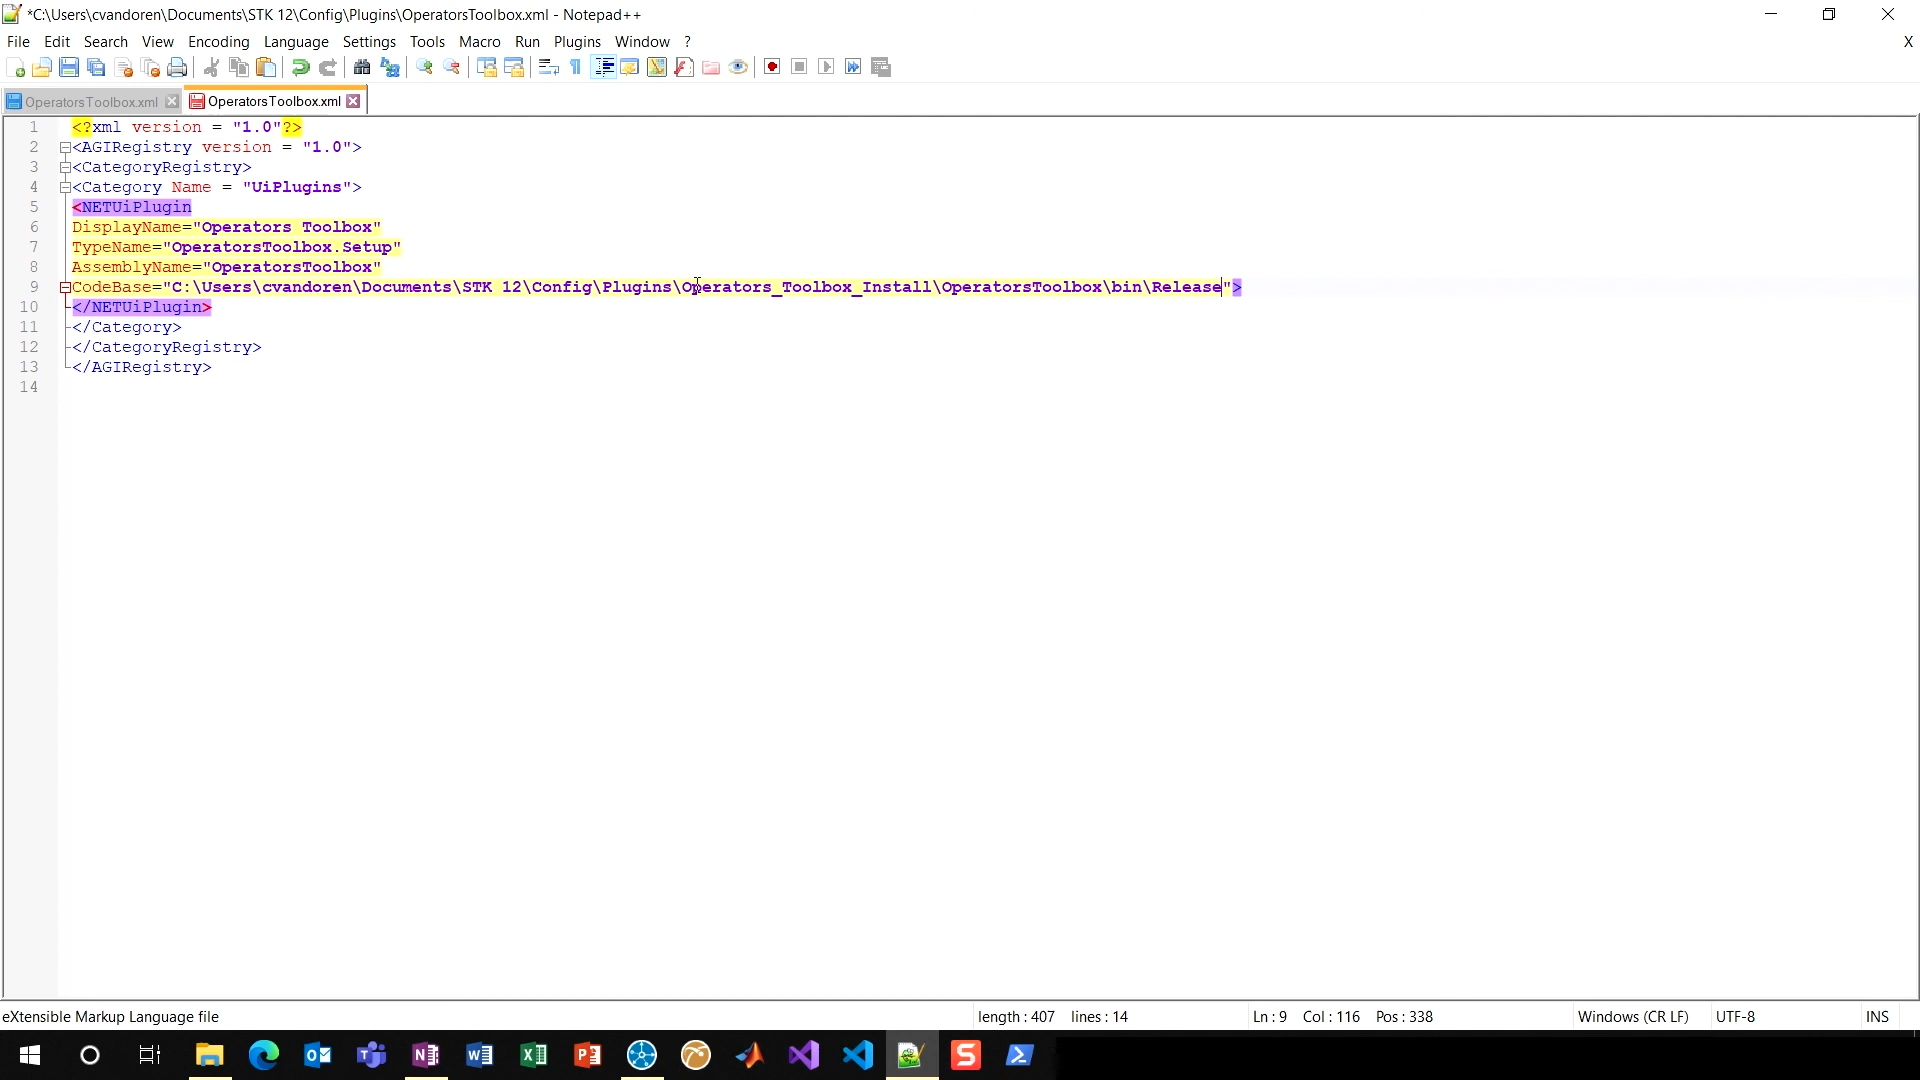 *C:\Users\cvandoren\Documents\STK 12\Config\Plugins\OperatorsToolbox.xml - Notepad++
File Edit Search View Encoding Language Settings Tools Macro Run Plugins Window ? X
OperatorsToolbox.xml OperatorsToolbox.xml
1 <?xml version = "1.0"?>
2 <AGIRegistry version = "1.0">
3 <CategoryRegistry>
4 <Category Name = "UiPlugins">
5 <NETUiPlugin
6 DisplayName="Operators Toolbox"
7 TypeName="OperatorsToolbox.Setup"
8 AssemblyName="OperatorsToolbox"
9 CodeBase="C:\Users\cvandoren\Documents\STK 12\Config\Plugins\Operators_Toolbox_Install\OperatorsToolbox\bin\Release">
10 </NETUiPlugin>
11 </Category>
12 </CategoryRegistry>
13 </AGIRegistry>
14
eXtensible Markup Language file length : 407 lines : 14 Ln : 9 Col : 116 Pos : 338 Windows (CR LF) UTF-8 INS